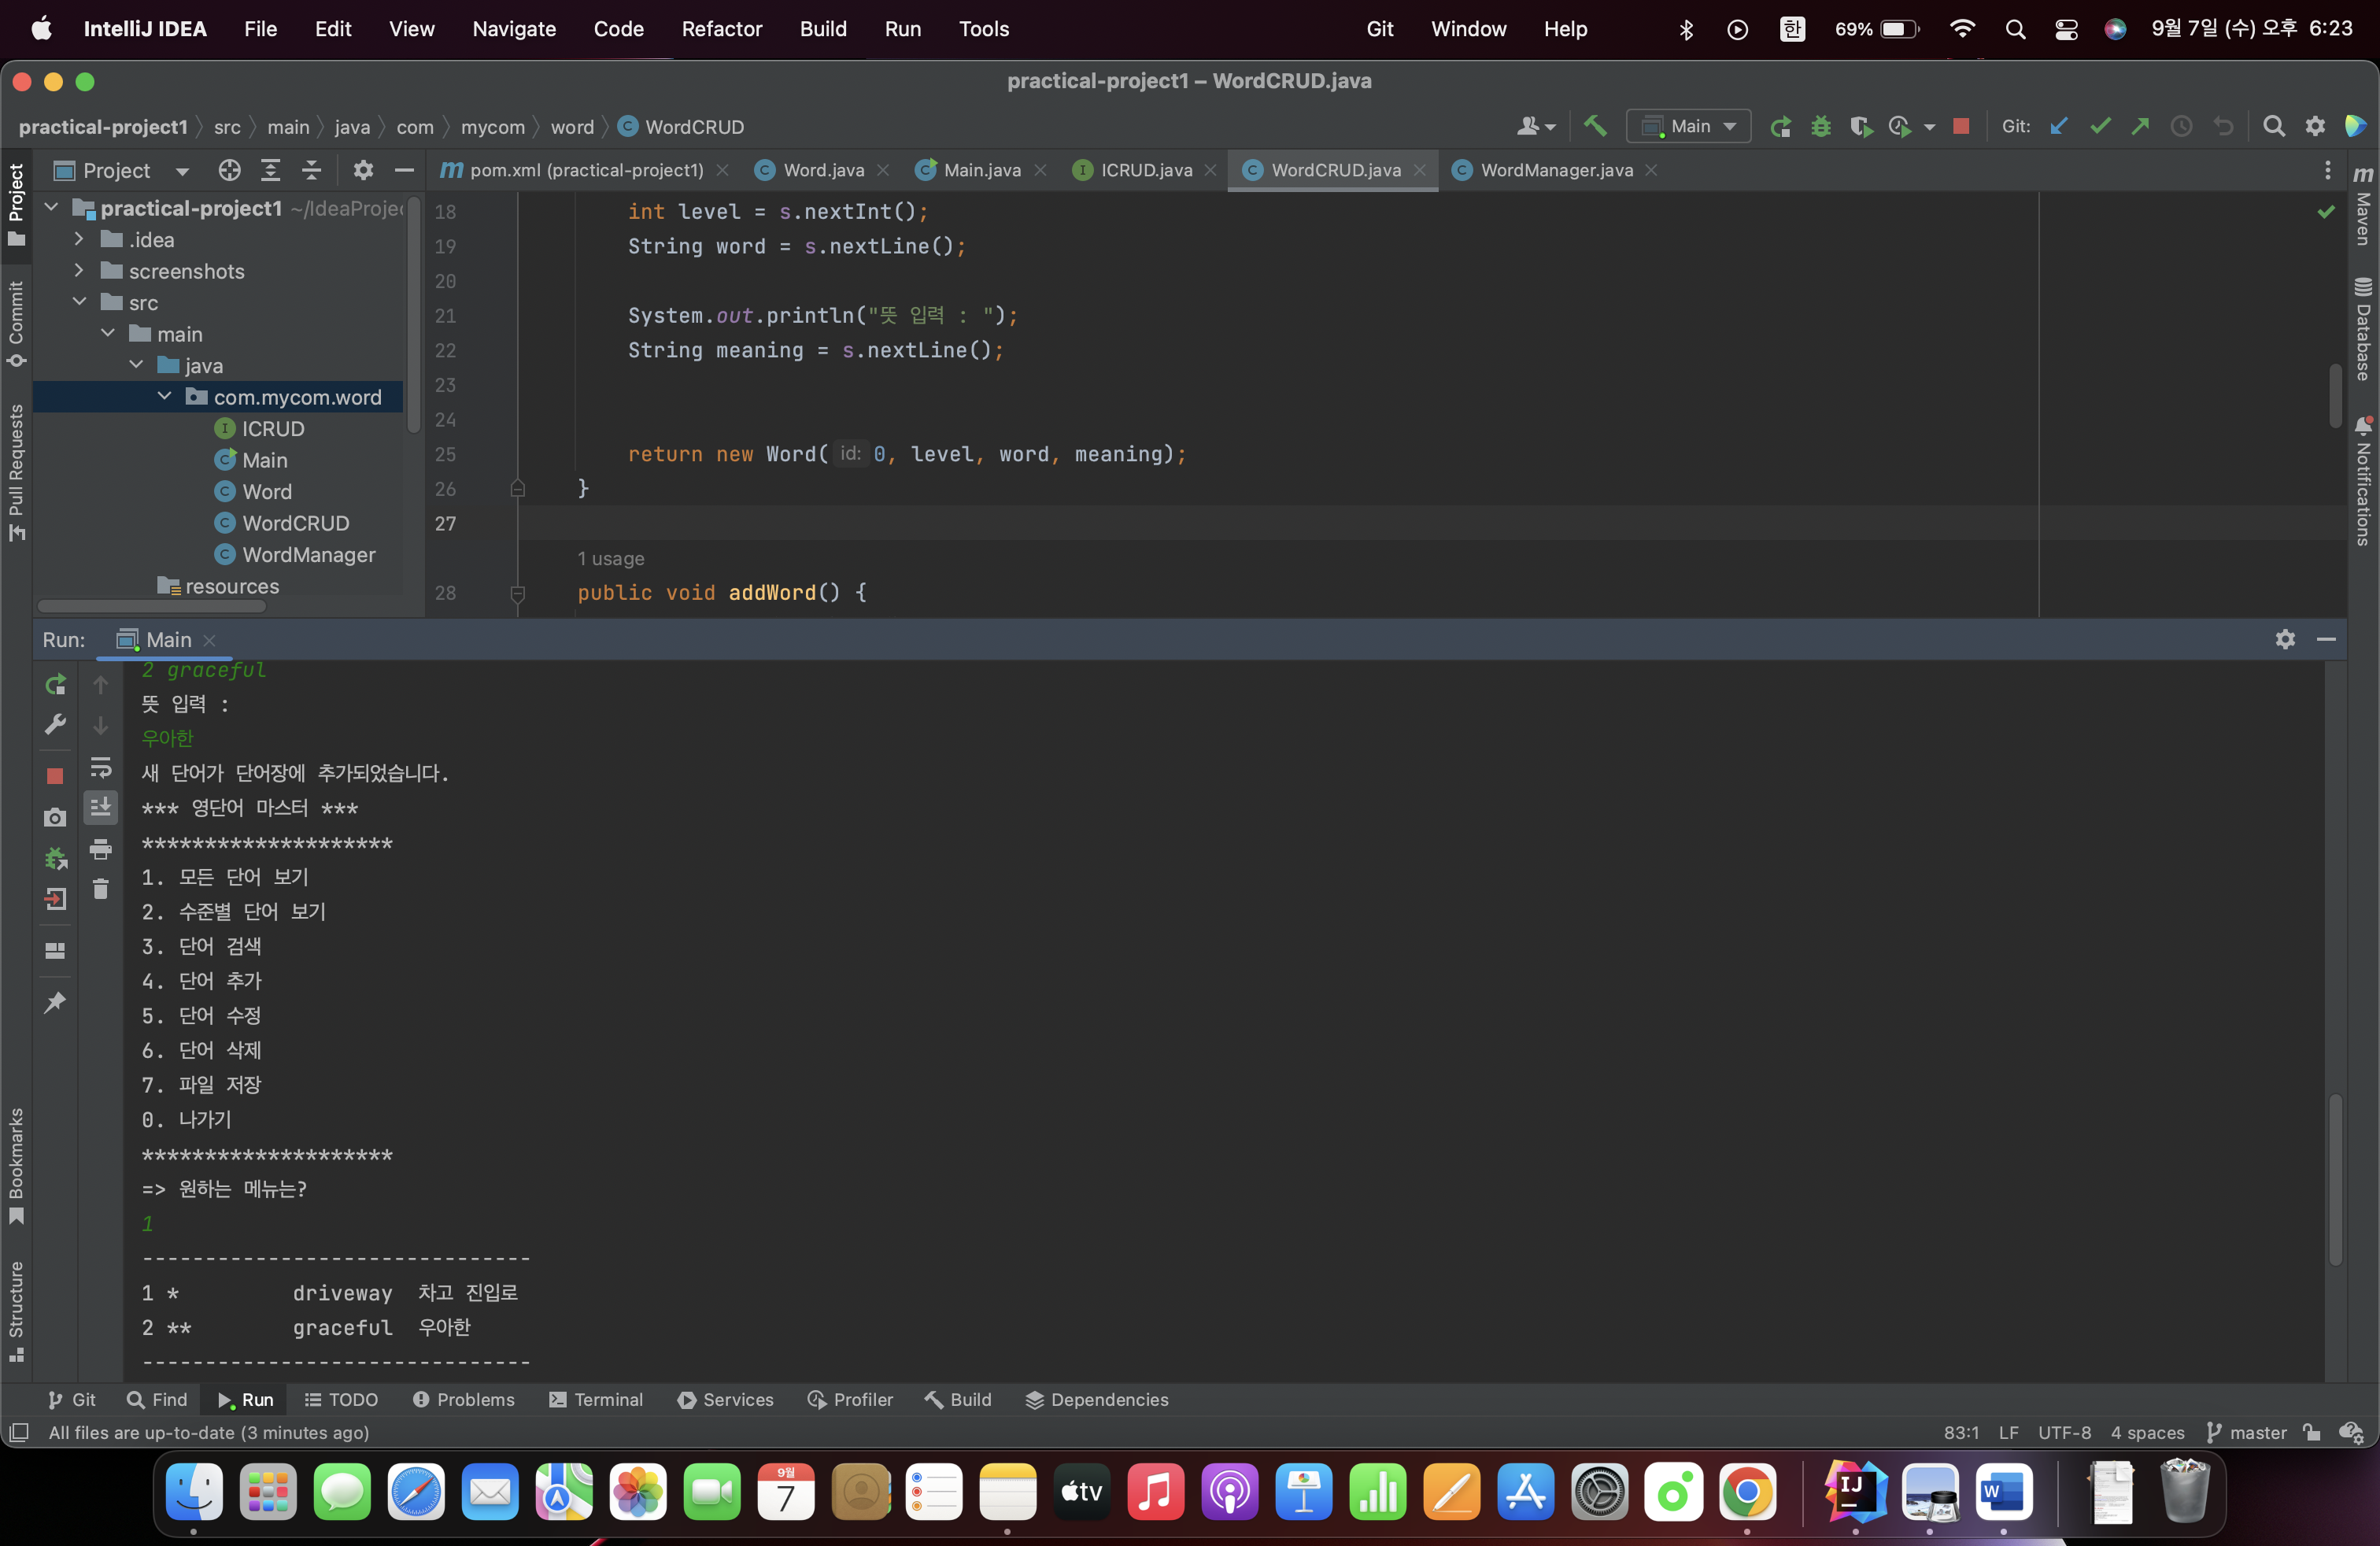 IntelliJ IDEA File Edit View Navigate Code Refactor Build Run Tools Git Window Help 한 69% 9월 7일 (수) 오후 6:23
practical-project1 – WordCRUD.java
practical-project1 src main java com mycom word C WordCRUD Main Git:
Project m pom.xml (practical-project1) C Word.java C Main.java I ICRUD.java C WordCRUD.java C WordManager.java
Project
Commit
Pull Requests
Bookmarks
Structure
practical-project1 ~/IdeaProjec
.idea
screenshots
src
main
java
com.mycom.word
I ICRUD
C Main
C Word
C WordCRUD
C WordManager
resources
18 int level = s.nextInt();
19 String word = s.nextLine();
20
21 System.out.println("뜻 입력 : ");
22 String meaning = s.nextLine();
23
24
25 return new Word( id: 0, level, word, meaning);
26 }
27
1 usage
28 public void addWord() {
m Maven
Database
Notifications
Run: Main
2 graceful
뜻 입력 :
우아한
새 단어가 단어장에 추가되었습니다.
*** 영단어 마스터 ***
********************
1. 모든 단어 보기
2. 수준별 단어 보기
3. 단어 검색
4. 단어 추가
5. 단어 수정
6. 단어 삭제
7. 파일 저장
0. 나가기
********************
=> 원하는 메뉴는?
1
-------------------------------
1 * driveway 차고 진입로
2 ** graceful 우아한
-------------------------------
Git Find Run TODO Problems Terminal Services Profiler Build Dependencies
All files are up-to-date (3 minutes ago) 83:1 LF UTF-8 4 spaces master
9월
7
tv
IJ
W